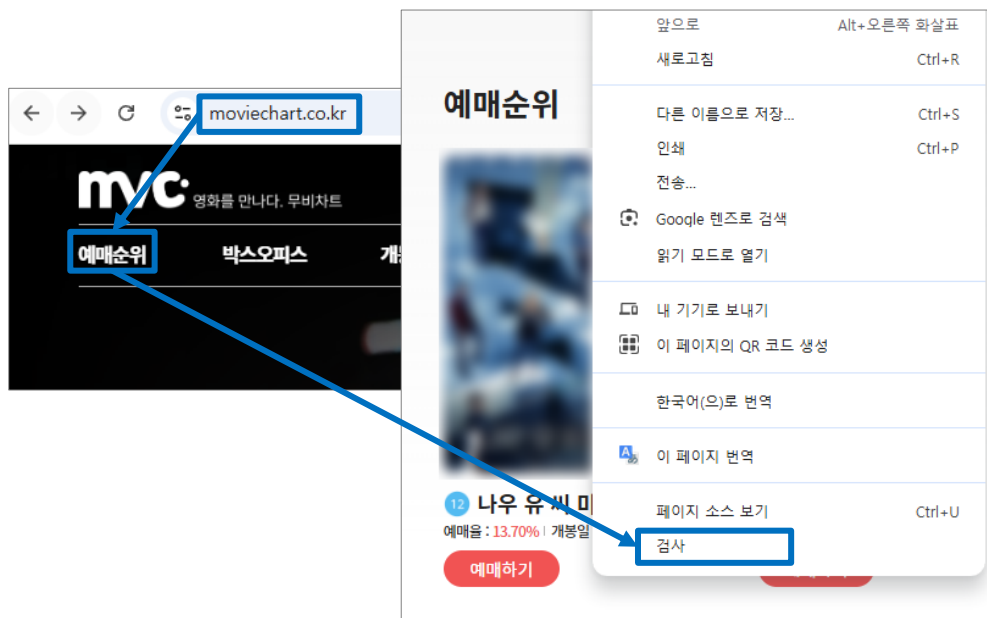 moviechart.co.kr
myc.
영화를 만나다. 무비차트
예매순위
박스오피스
예매순위
12
나우 유 씨 미
예매율 : 13.70%
개봉일
예매하기
앞으로
Alt+오른쪽 화살표
새로고침
Ctrl+R
다른 이름으로 저장...
Ctrl+S
인쇄
Ctrl+P
전송...
Google 렌즈로 검색
읽기 모드로 열기
내 기기로 보내기
이 페이지의 QR 코드 생성
한국어(으)로 번역
이 페이지 번역
페이지 소스 보기
Ctrl+U
검사